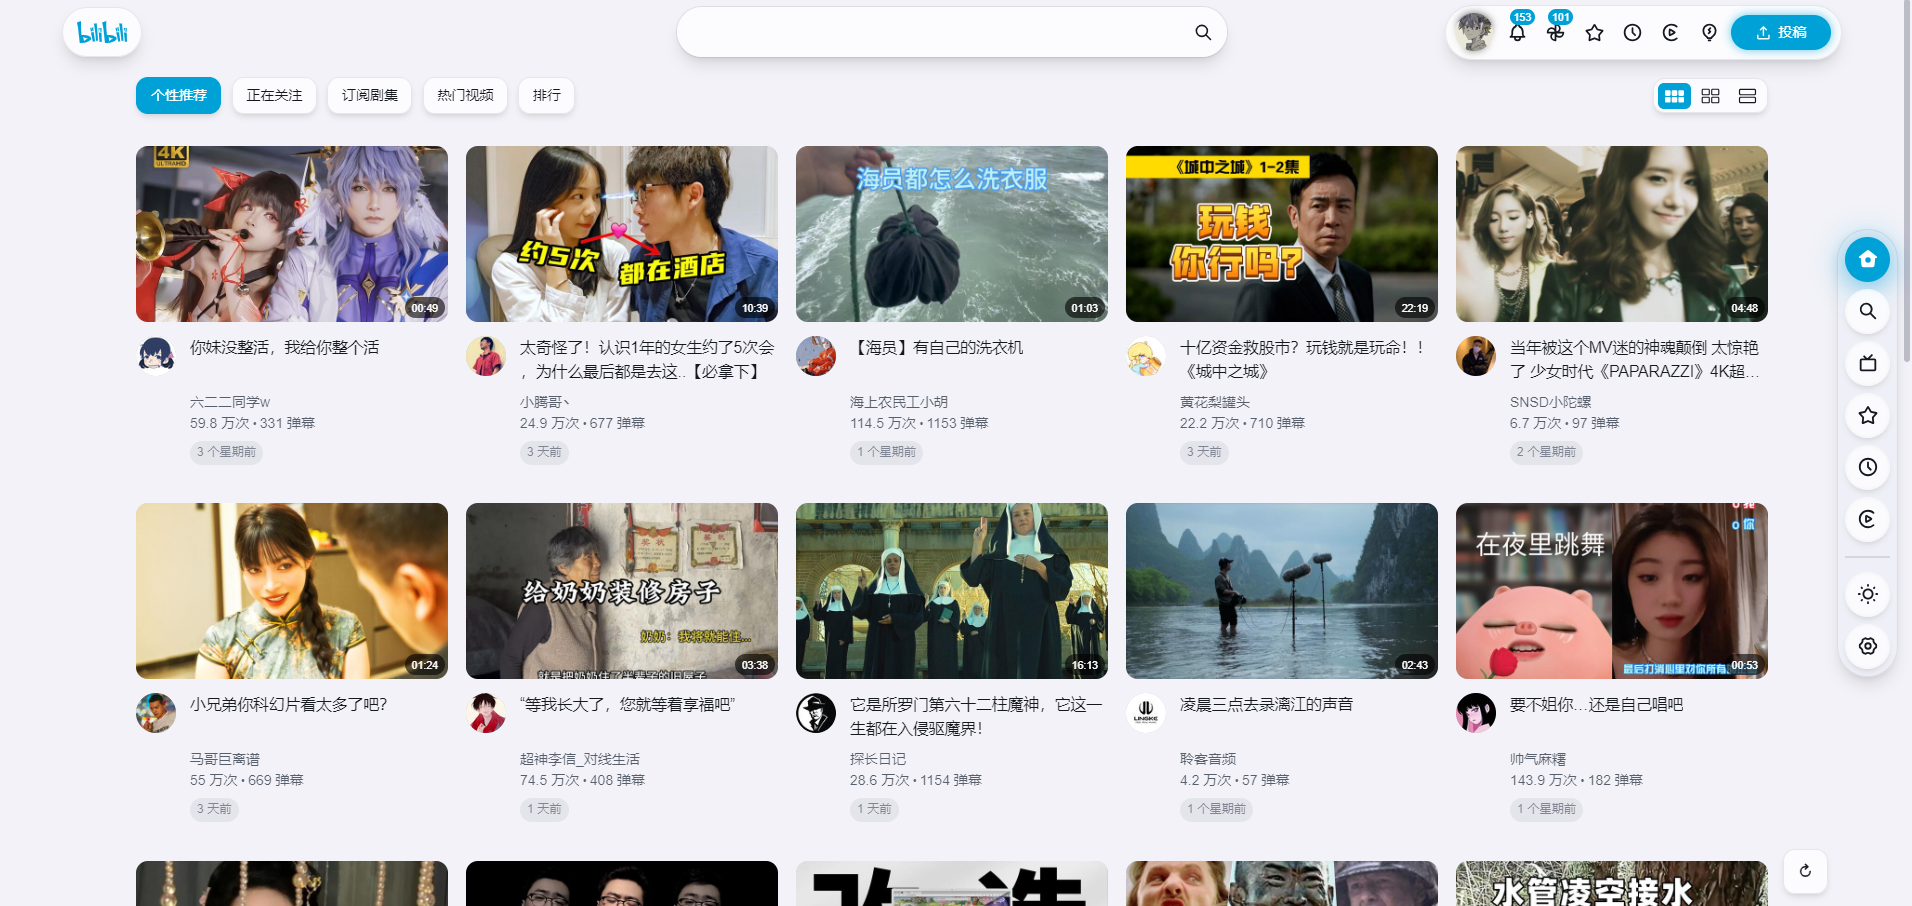 bilibili
153
101
投稿
个性推荐
正在关注
订阅剧集
热门视频
排行
4K
ULTRA HD
00:49
你妹没整活，我给你整个活
六二二同学w
59.8 万次 • 331 弹幕
3 个星期前
约5次
都在酒店
10:39
太奇怪了！认识1年的女生约了5次会
，为什么最后都是去这..【必拿下】
小腾哥丶
24.9 万次 • 677 弹幕
3 天前
海员都怎么洗衣服
01:03
【海员】有自己的洗衣机
海上农民工小胡
114.5 万次 • 1153 弹幕
1 个星期前
《城中之城》1-2集
玩钱
你行吗?
22:19
十亿资金救股市？玩钱就是玩命！！
《城中之城》
黄花梨罐头
22.2 万次 • 710 弹幕
3 天前
04:48
当年被这个MV迷的神魂颠倒 太惊艳
了 少女时代《PAPARAZZI》4K超...
SNSD小陀螺
6.7 万次 • 97 弹幕
2 个星期前
01:24
小兄弟你科幻片看太多了吧？
马哥巨离谱
55 万次 • 669 弹幕
3 天前
给奶奶装修房子
奶奶：我将就能住...
就是把奶奶住了半辈子的旧屋子
03:38
“等我长大了，您就等着享福吧”
超神李信_对线生活
74.5 万次 • 408 弹幕
1 天前
16:13
它是所罗门第六十二柱魔神，它这一
生都在入侵驱魔界！
探长日记
28.6 万次 • 1154 弹幕
1 天前
02:43
LINGKE
凌晨三点去录漓江的声音
聆客音频
4.2 万次 • 57 弹幕
1 个星期前
在夜里跳舞
o 你
最后打消心里对你所有
00:53
要不姐你...还是自己唱吧
帅气麻糬
143.9 万次 • 182 弹幕
1 个星期前
水管凌空接水